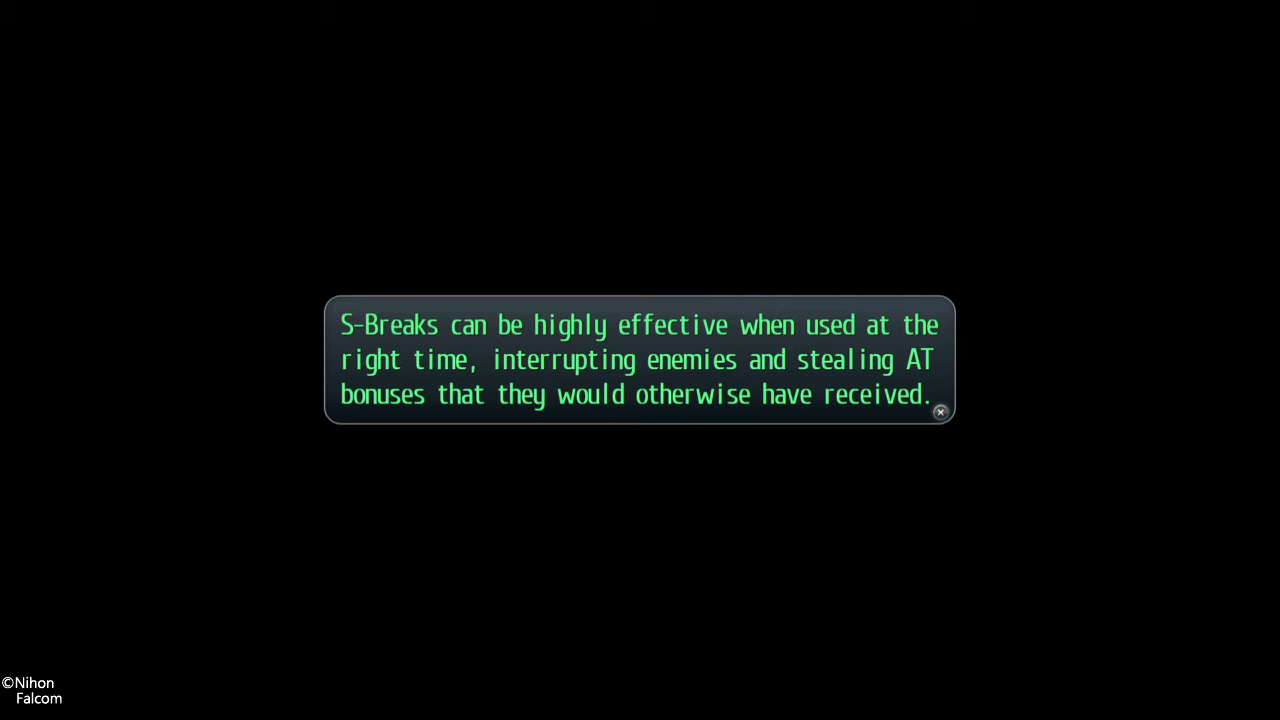 S-Breaks can be highly effective when used at the
right time, interrupting enemies and stealing AT
bonuses that they would otherwise have received.
©Nihon
Falcom